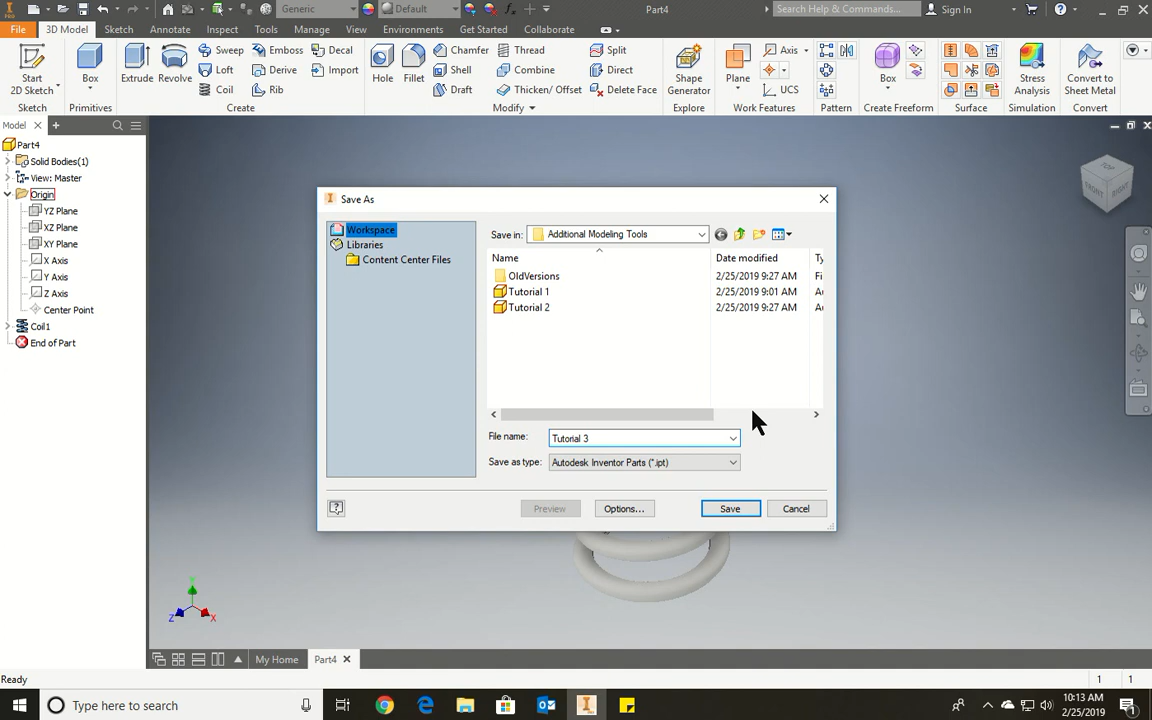 Generic
Default
Part4
Search Help & Commands...
Sign In
File
3D Model
Sketch
Annotate
Inspect
Tools
Manage
View
Environments
Get Started
Collaborate
Start
2D Sketch
Sketch
Box
Primitives
Extrude
Revolve
Sweep
Loft
Coil
Emboss
Derive
Rib
Decal
Import
Create
Hole
Fillet
Chamfer
Shell
Draft
Thread
Combine
Thicken/ Offset
Split
Direct
Delete Face
Modify
Shape
Generator
Explore
Plane
Axis
UCS
Work Features
Pattern
Box
Create Freeform
Surface
Stress
Analysis
Simulation
Convert to
Sheet Metal
Convert
Model
Part4
Solid Bodies(1)
View: Master
Origin
YZ Plane
XZ Plane
XY Plane
X Axis
Y Axis
Z Axis
Center Point
Coil1
End of Part
TOP
FRONT
RIGHT
Save As
Workspace
Libraries
Content Center Files
Save in:
Additional Modeling Tools
Name
Date modified
Ty
OldVersions
2/25/2019 9:27 AM
Fi
Tutorial 1
2/25/2019 9:01 AM
Au
Tutorial 2
2/25/2019 9:27 AM
Au
File name:
Tutorial 3
Save as type:
Autodesk Inventor Parts (*.ipt)
Preview
Options...
Save
Cancel
Y
Z
X
My Home
Part4
Ready
1
1
Type here to search
10:13 AM
2/25/2019